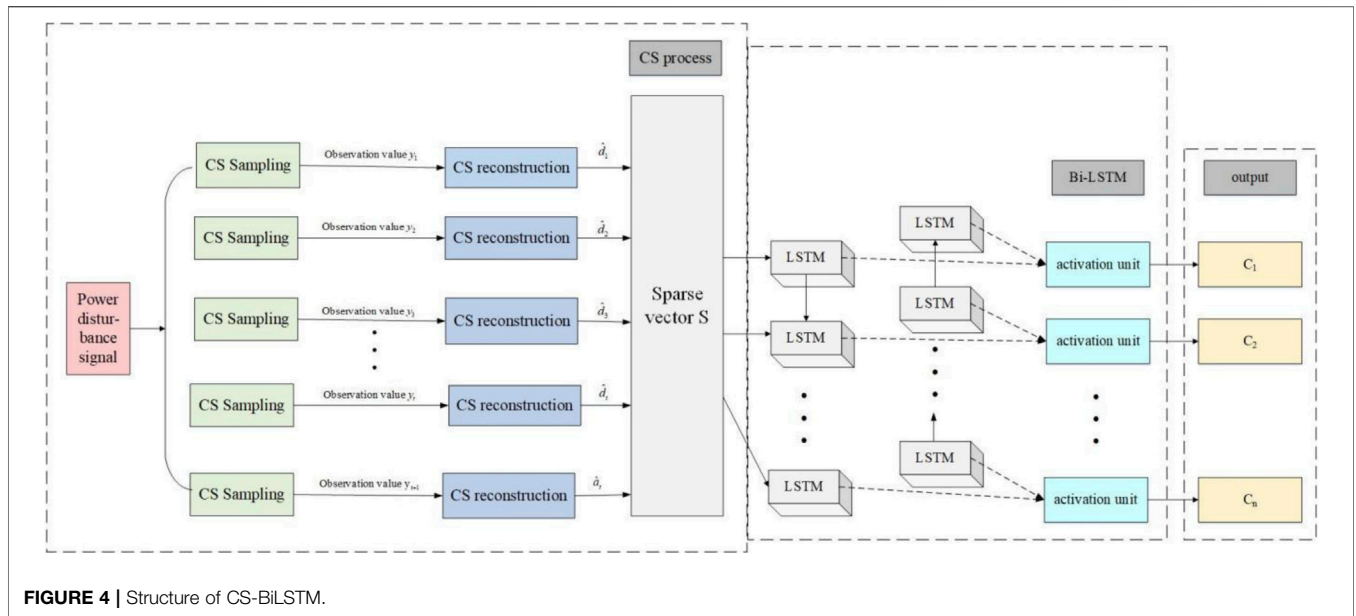 CS process
CS Sampling
Observation value y₁
CS reconstruction
d̂₁
CS Sampling
Observation value y₂
CS reconstruction
d̂₂
CS Sampling
Observation value y₃
CS reconstruction
d̂₃
CS Sampling
Observation value yₜ
CS reconstruction
d̂ₜ
CS Sampling
Observation value yₜ₊₁
CS reconstruction
âₜ
Power
distur-
bance
signal
Sparse
vector S
Bi-LSTM
LSTM
LSTM
LSTM
LSTM
LSTM
LSTM
activation unit
activation unit
activation unit
output
C₁
C₂
Cₙ
FIGURE 4 | Structure of CS-BiLSTM.